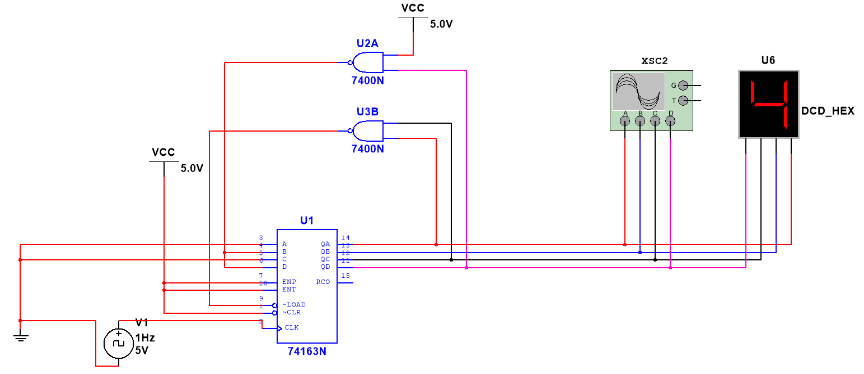 VCC
5.0V
U2A
7400N
U3B
7400N
VCC
5.0V
XSC2
G
T
A B C D
U6
4
DCD_HEX
U1
3 A QA 14
4 B QB 13
5 C QC 12
6 D QD 11
7 ENP RCO 15
10 ENT
9 ~LOAD
1 ~CLR
CLK
74163N
V1
1Hz
5V